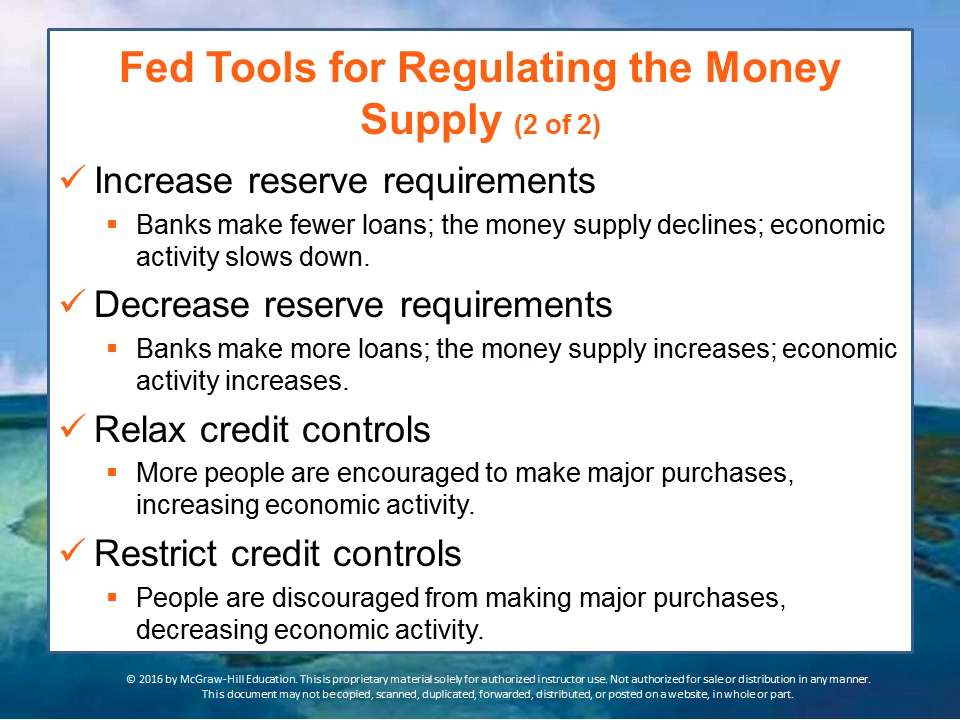 Fed Tools for Regulating the Money
Supply (2 of 2)
Increase reserve requirements
Banks make fewer loans; the money supply declines; economic
activity slows down.
Decrease reserve requirements
Banks make more loans; the money supply increases; economic
activity increases.
Relax credit controls
More people are encouraged to make major purchases,
increasing economic activity.
Restrict credit controls
People are discouraged from making major purchases,
decreasing economic activity.
© 2016 by McGraw-Hill Education. This is proprietary material solely for authorized instructor use. Not authorized for sale or distribution in any manner.
This document may not be copied, scanned, duplicated, forwarded, distributed, or posted on a website, in whole or part.